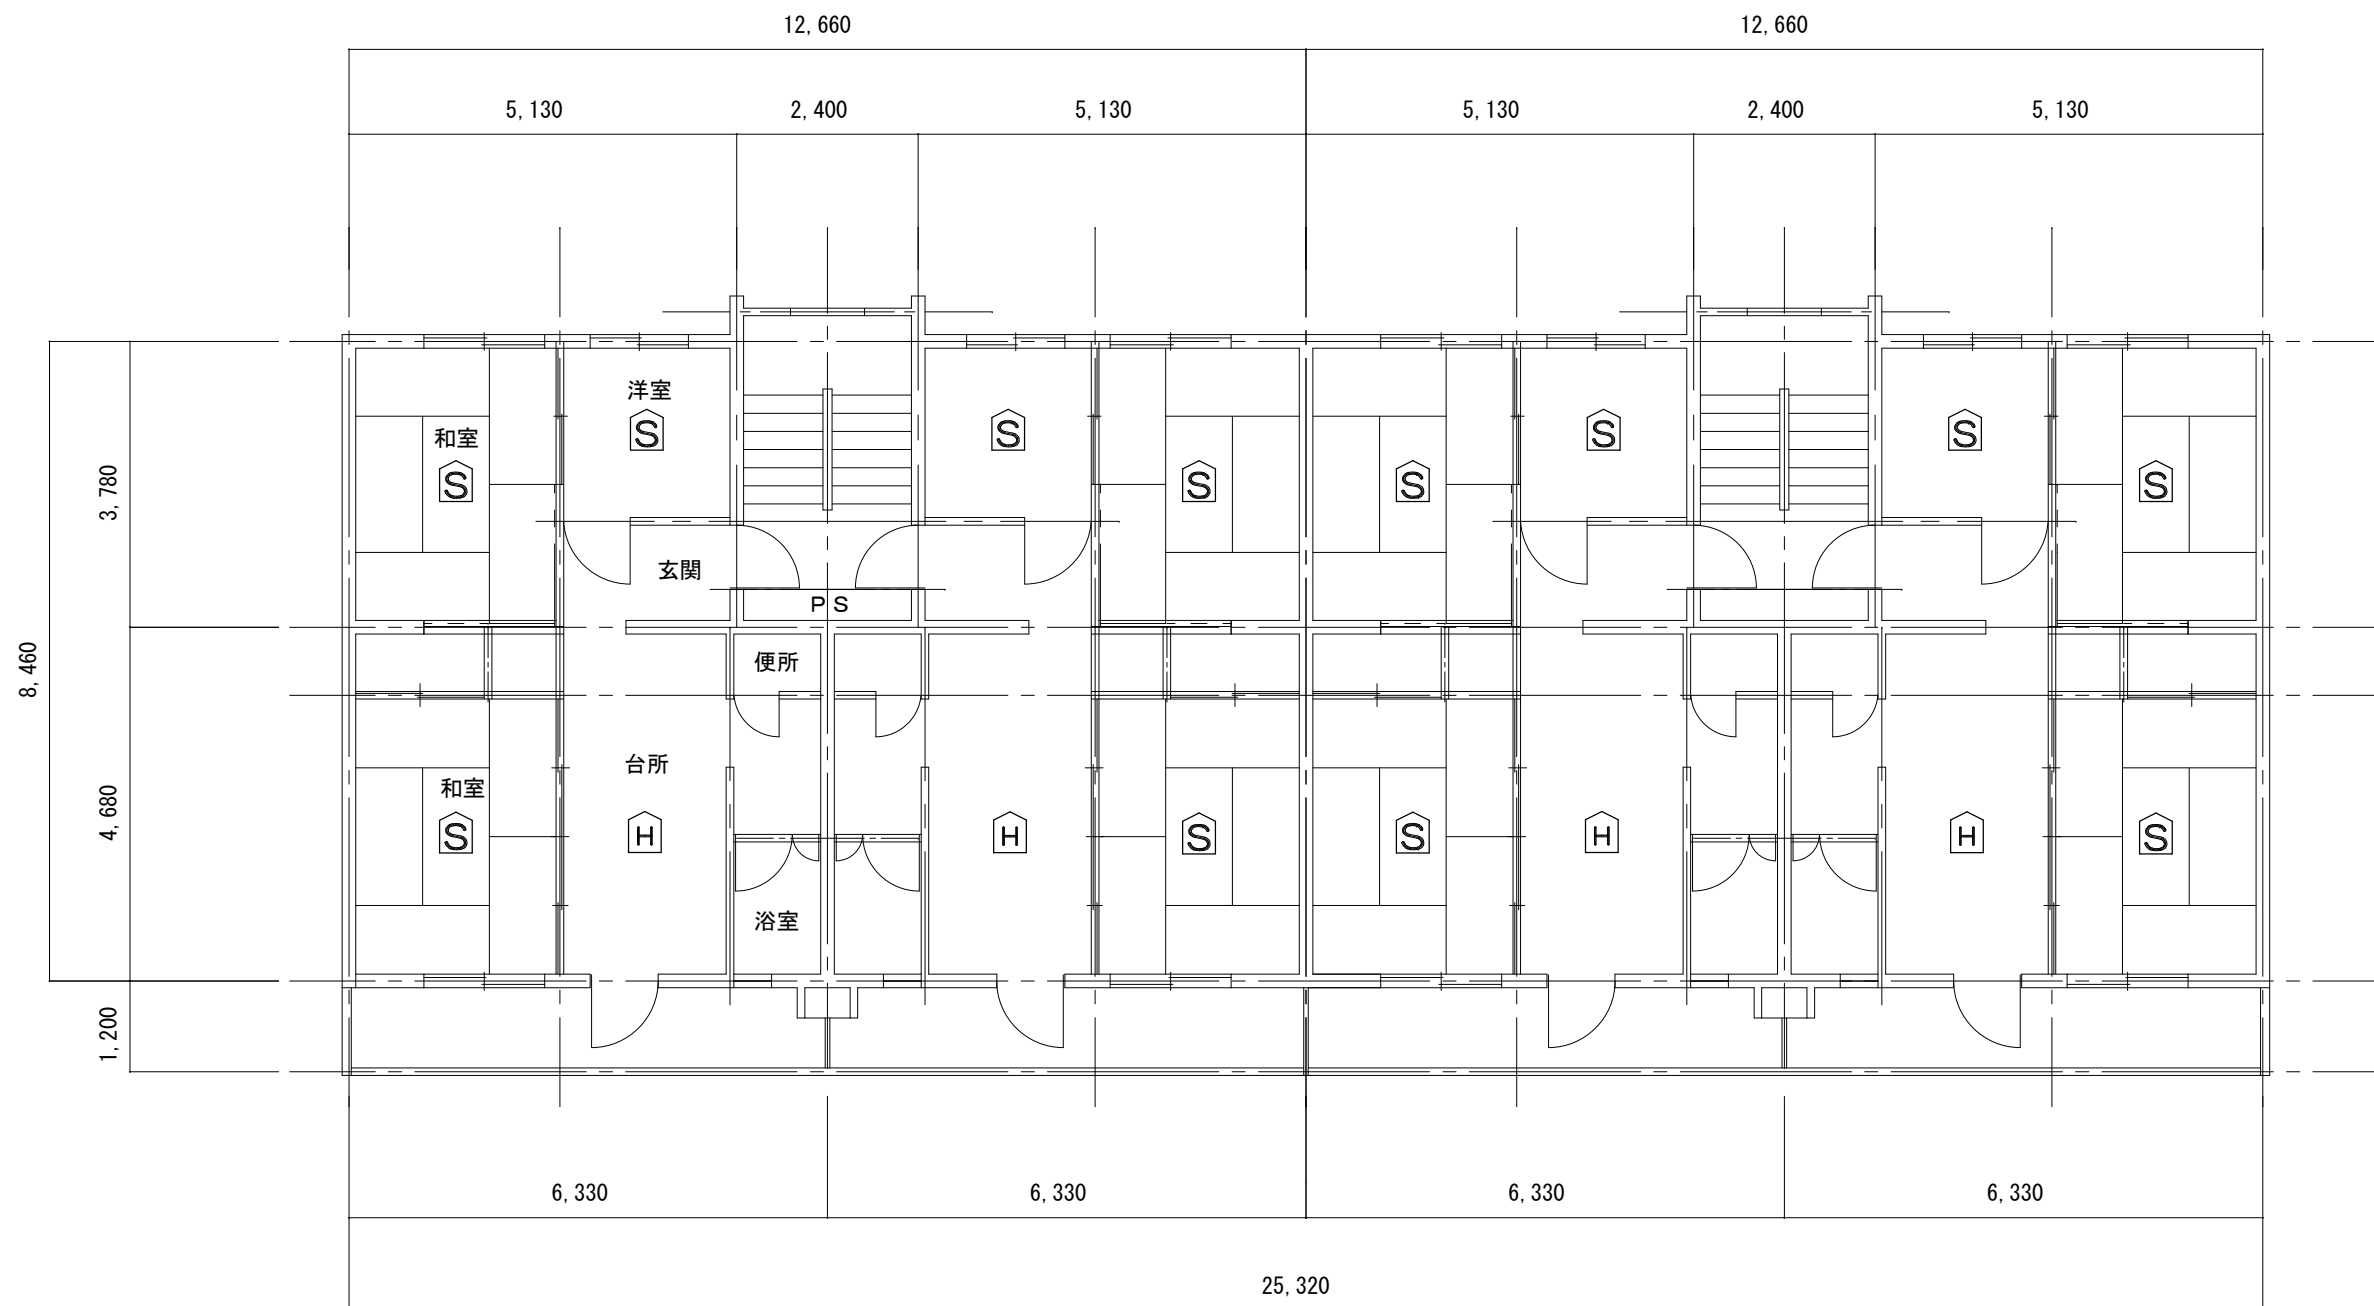 12,660 12,660
5,130 2,400 5,130 5,130 2,400 5,130
洋室
S S S S
和室
S S S S
3,780
玄関
PS
8,460
便所
台所
和室
4,680
S H H S S H H S
浴室
1,200
6,330 6,330 6,330 6,330
25,320